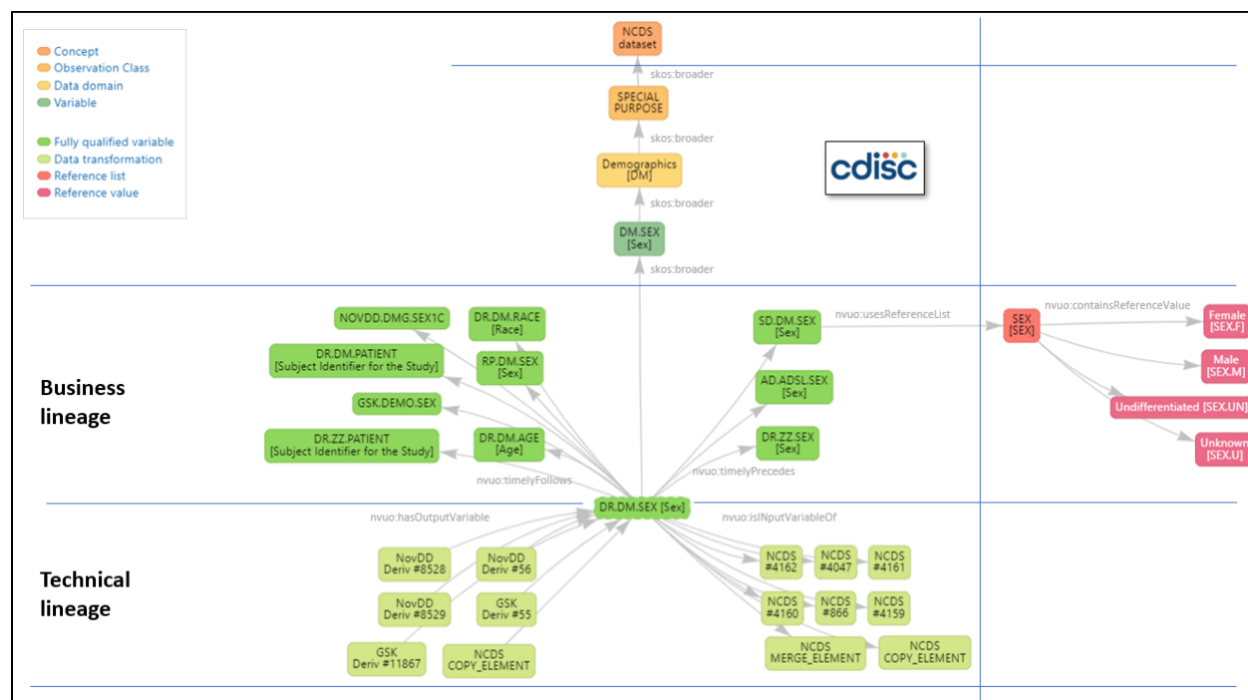 NCDS
dataset
Concept
Observation Class
Data domain
Variable
Fully qualified variable
Data transformation
Reference list
Reference value
skos:broader
SPECIAL
PURPOSE
skos:broader
Demographics
[DM]
cdisc
skos:broader
DM.SEX
[Sex]
skos:broader
Business
lineage
NOVDD.DMG.SEX1C
DR.DM.RACE
[Race]
DR.DM.PATIENT
[Subject Identifier for the Study]
RP.DM.SEX
[Sex]
GSK.DEMO.SEX
DR.ZZ.PATIENT
[Subject Identifier for the Study]
DR.DM.AGE
[Age]
nvuo:timelyFollows
SD.DM.SEX
[Sex]
nvuo:usesReferenceList
AD.ADSL.SEX
[Sex]
DR.ZZ.SEX
[Sex]
nvuo:timelyPrecedes
SEX
[SEX]
nvuo:containsReferenceValue
Female
[SEX.F]
Male
[SEX.M]
Undifferentiated [SEX.UN]
Unknown
[SEX.U]
DR.DM.SEX [Sex]
Technical
lineage
nvuo:hasOutputVariable
nvuo:isINputVariableOf
NovDD
Deriv #8528
NovDD
Deriv #56
NovDD
Deriv #8529
GSK
Deriv #55
GSK
Deriv #11867
NCDS
COPY_ELEMENT
NCDS
#4162
NCDS
#4047
NCDS
#4161
NCDS
#4160
NCDS
#866
NCDS
#4159
NCDS
MERGE_ELEMENT
NCDS
COPY_ELEMENT